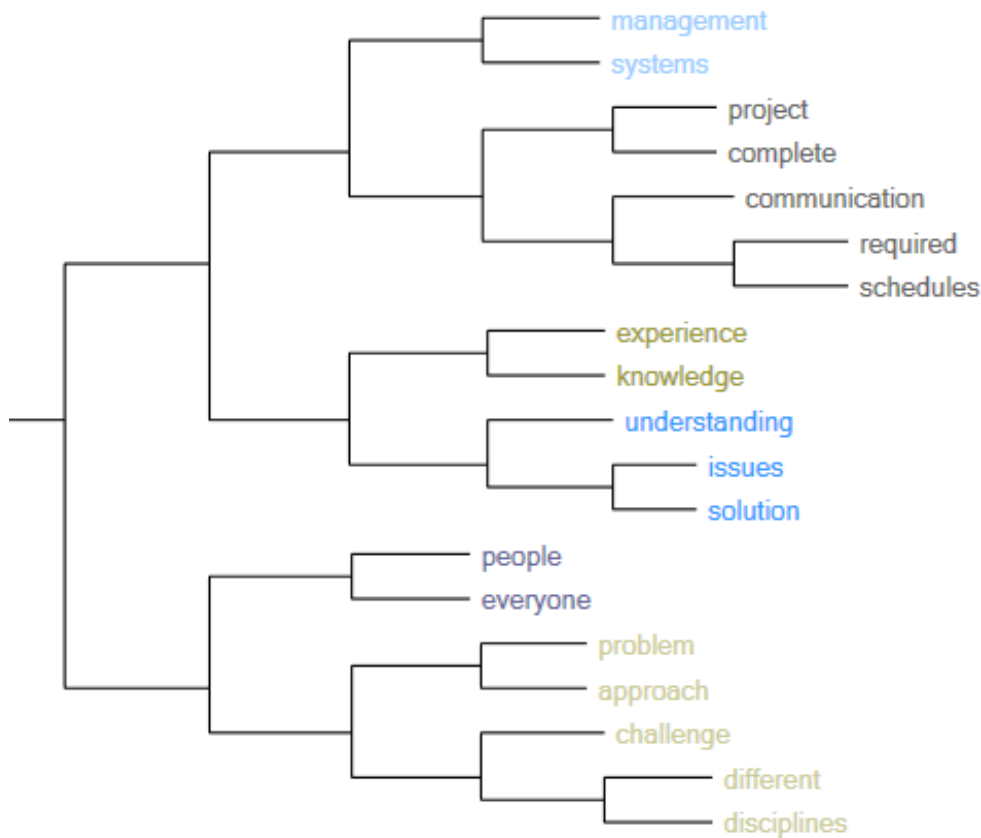 management
systems
project
complete
communication
required
schedules
experience
knowledge
understanding
issues
solution
people
everyone
problem
approach
challenge
different
disciplines